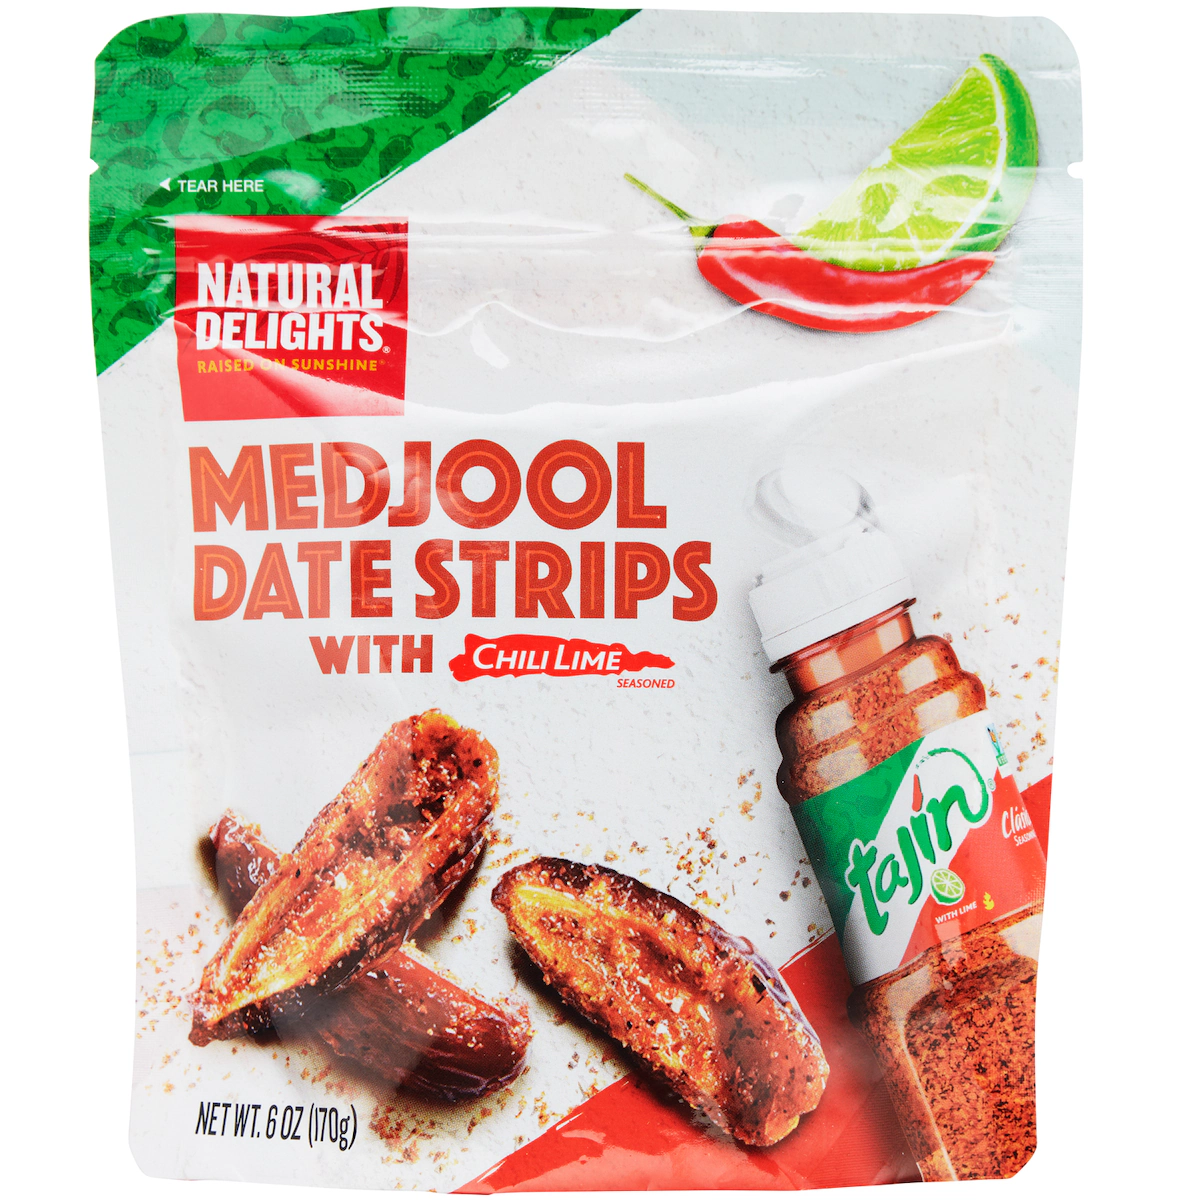 TEAR HERE
NATURAL
DELIGHTS®
RAISED ON SUNSHINE®
MEDJOOL
DATE STRIPS
WITH CHILI LIME
SEASONED
tajín®
WITH LIME
NET WT. 6 OZ (170g)